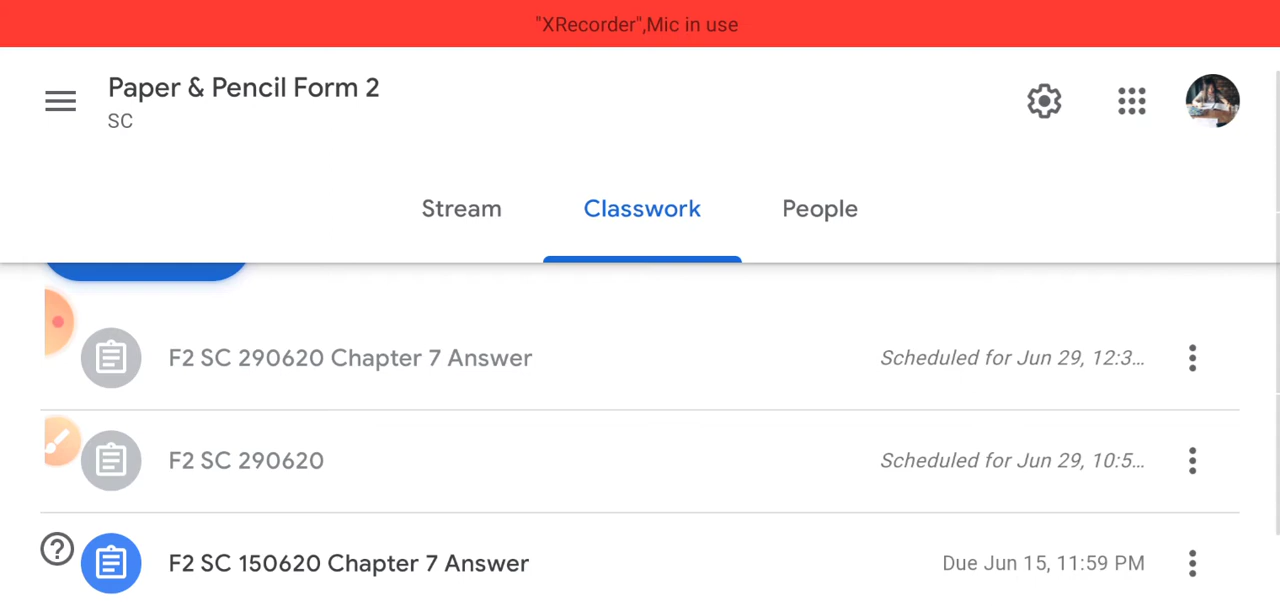 "XRecorder",Mic in use
Paper & Pencil Form 2
SC
Stream
Classwork
People
F2 SC 290620 Chapter 7 Answer
Scheduled for Jun 29, 12:3...
F2 SC 290620
Scheduled for Jun 29, 10:5...
F2 SC 150620 Chapter 7 Answer
Due Jun 15, 11:59 PM